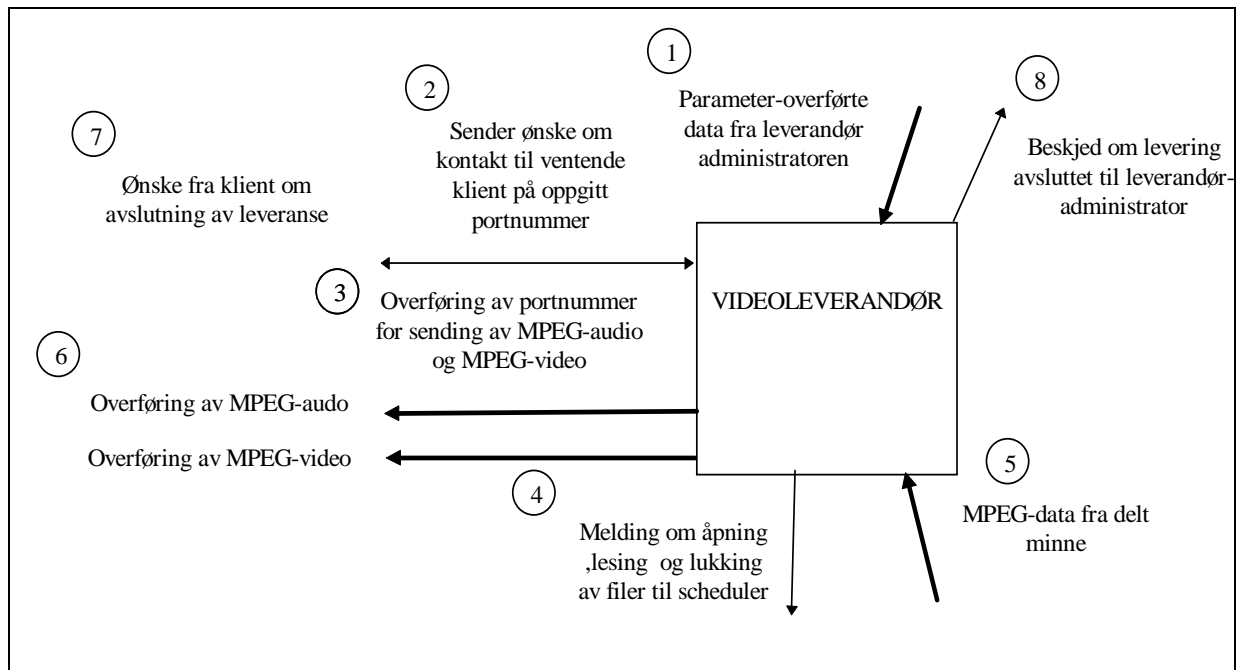 1
Parameter-overførte
data fra leverandør
administratoren
8
Beskjed om levering
avsluttet til leverandør-
administrator
2
Sender ønske om
kontakt til ventende
klient på oppgitt
portnummer
7
Ønske fra klient om
avslutning av leveranse
3
Overføring av portnummer
for sending av MPEG-audio
og MPEG-video
VIDEOLEVERANDØR
6
Overføring av MPEG-audo
Overføring av MPEG-video
4
Melding om åpning
,lesing og lukking
av filer til scheduler
5
MPEG-data fra delt
minne